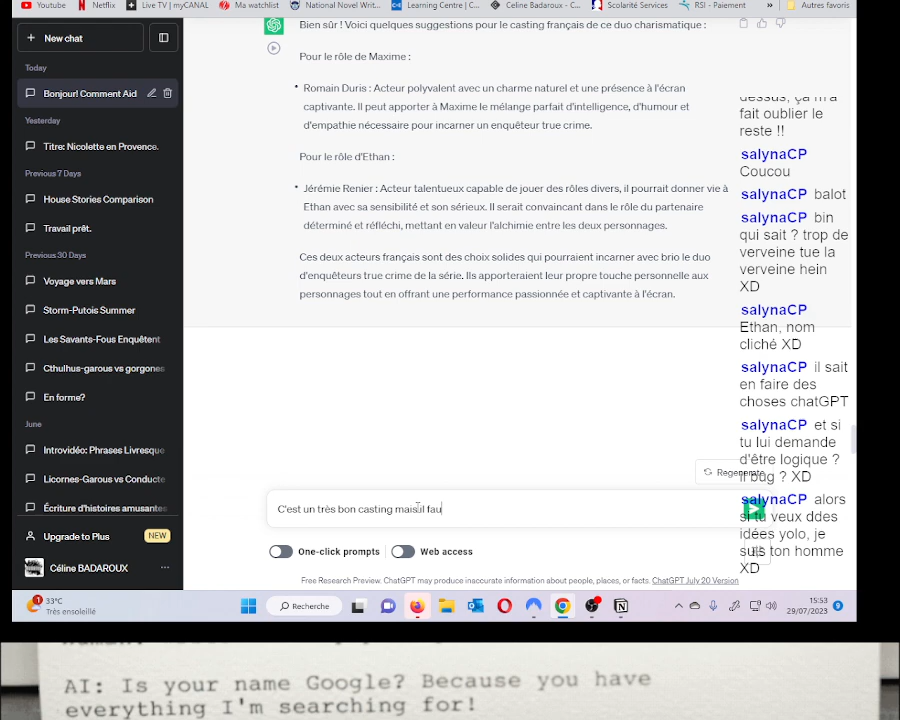 Youtube Netflix Live TV | myCANAL Ma watchlist National Novel Writ... Learning Centre | C... Celine Badaroux - C... Scolarité Services RSI - Paiement » Autres favoris
New chat
Today
Bonjour! Comment Aid
Yesterday
Titre: Nicolette en Provence.
Previous 7 Days
House Stories Comparison
Travail prêt.
Previous 30 Days
Voyage vers Mars
Storm-Putois Summer
Les Savants-Fous Enquêtent
Cthulhus-garous vs gorgones
En forme?
June
Introvidéo: Phrases Livresqu
Licornes-Garous vs Conducte
Écriture d'histoires amusantes
Upgrade to Plus NEW
Céline BADAROUX ...
Bien sûr ! Voici quelques suggestions pour le casting français de ce duo charismatique :
Pour le rôle de Maxime :
• Romain Duris : Acteur polyvalent avec un charme naturel et une présence à l'écran
captivante. Il peut apporter à Maxime le mélange parfait d'intelligence, d'humour et
d'empathie nécessaire pour incarner un enquêteur true crime.
Pour le rôle d'Ethan :
• Jérémie Renier : Acteur talentueux capable de jouer des rôles divers, il pourrait donner vie à
Ethan avec sa sensibilité et son sérieux. Il serait convaincant dans le rôle du partenaire
déterminé et réfléchi, mettant en valeur l'alchimie entre les deux personnages.
Ces deux acteurs français sont des choix solides qui pourraient incarner avec brio le duo
d'enquêteurs true crime de la série. Ils apporteraient leur propre touche personnelle aux
personnages tout en offrant une performance passionnée et captivante à l'écran.
Regenerate
C'est un très bon casting mais il fau
One-click prompts Web access
Free Research Preview. ChatGPT may produce inaccurate information about people, places, or facts. ChatGPT July 20 Version
dessus, ça m'a
fait oublier le
reste !!
salynaCP
Coucou
salynaCP balot
salynaCP bin
qui sait ? trop de
verveine tue la
verveine hein
XD
salynaCP
Ethan, nom
cliché XD
salynaCP il sait
en faire des
choses chatGPT
salynaCP et si
tu lui demande
d'être logique ?
il bug ? XD
salynaCP alors
si tu veux ddes
idées yolo, je
suis ton homme
XD
1 33°C
Très ensoleillé
Recherche
15:53
29/07/2023 9
AI: Is your name Google? Because you have
everything I'm searching for!